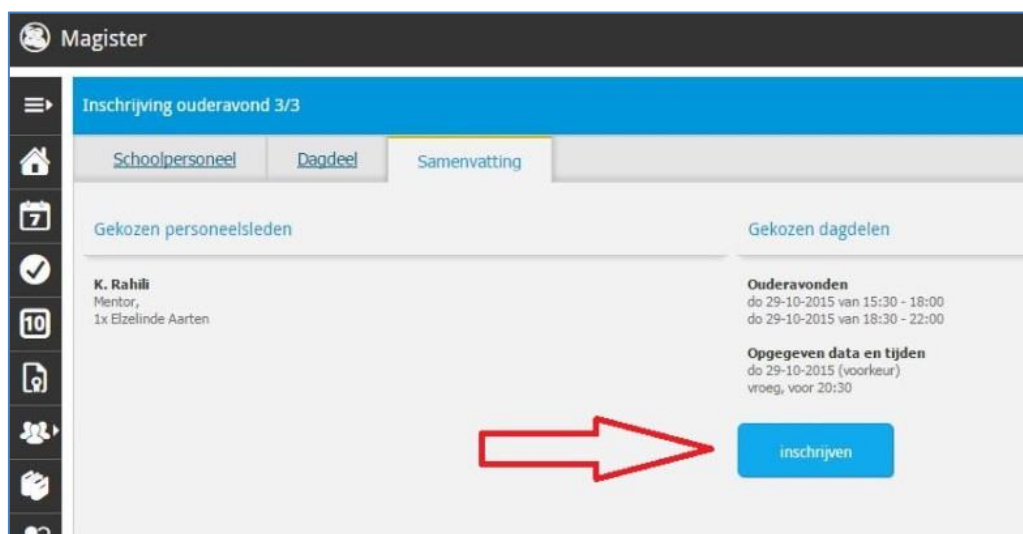 Magister
Inschrijving ouderavond 3/3
Schoolpersoneel Dagdeel Samenvatting
7
10
Gekozen personeelsleden
K. Rahili
Mentor,
1x Elzelinde Aarten
Gekozen dagdelen
Ouderavonden
do 29-10-2015 van 15:30 - 18:00
do 29-10-2015 van 18:30 - 22:00
Opgegeven data en tijden
do 29-10-2015 (voorkeur)
vroeg, voor 20:30
inschrijven